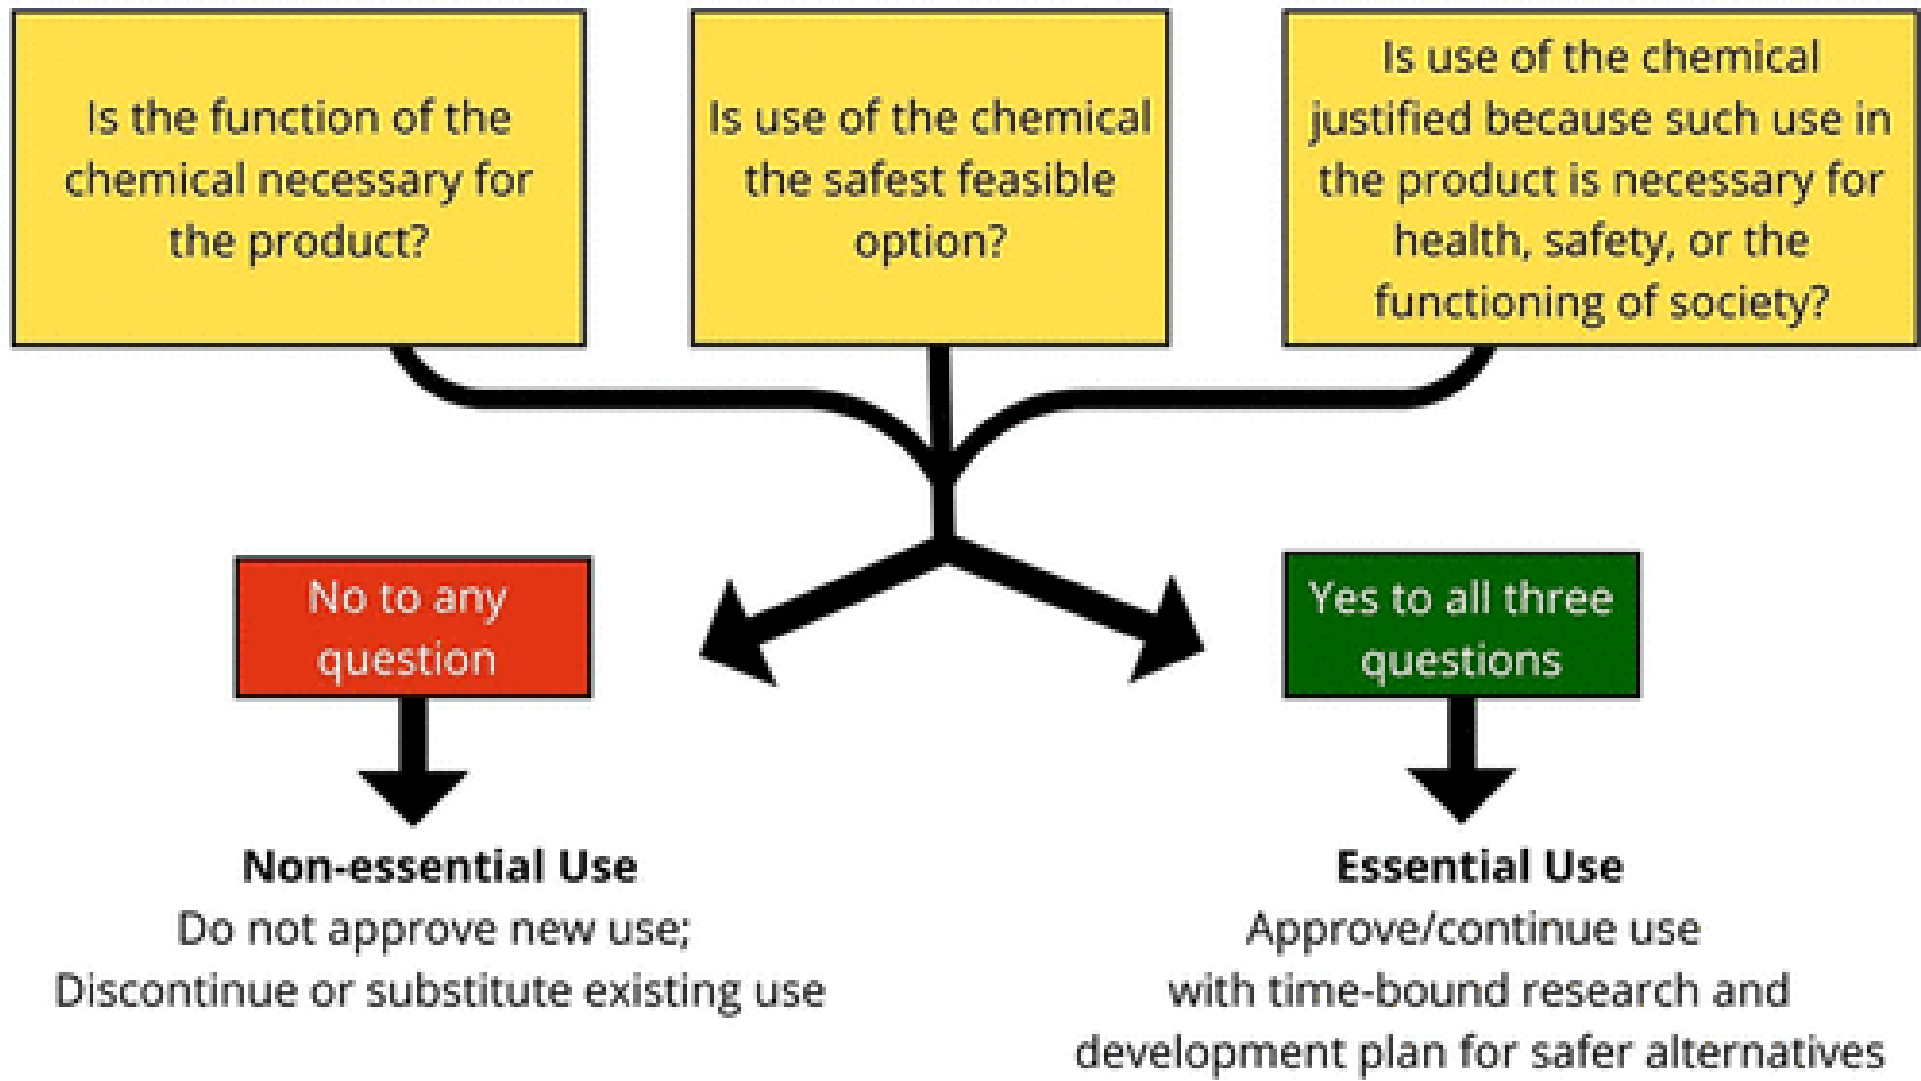 Is the function of the
chemical necessary for
the product?
Is use of the chemical
the safest feasible
option?
Is use of the chemical
justified because such use in
the product is necessary for
health, safety, or the
functioning of society?
No to any
question
Yes to all three
questions
Non-essential Use
Do not approve new use;
Discontinue or substitute existing use
Essential Use
Approve/continue use
with time-bound research and
development plan for safer alternatives